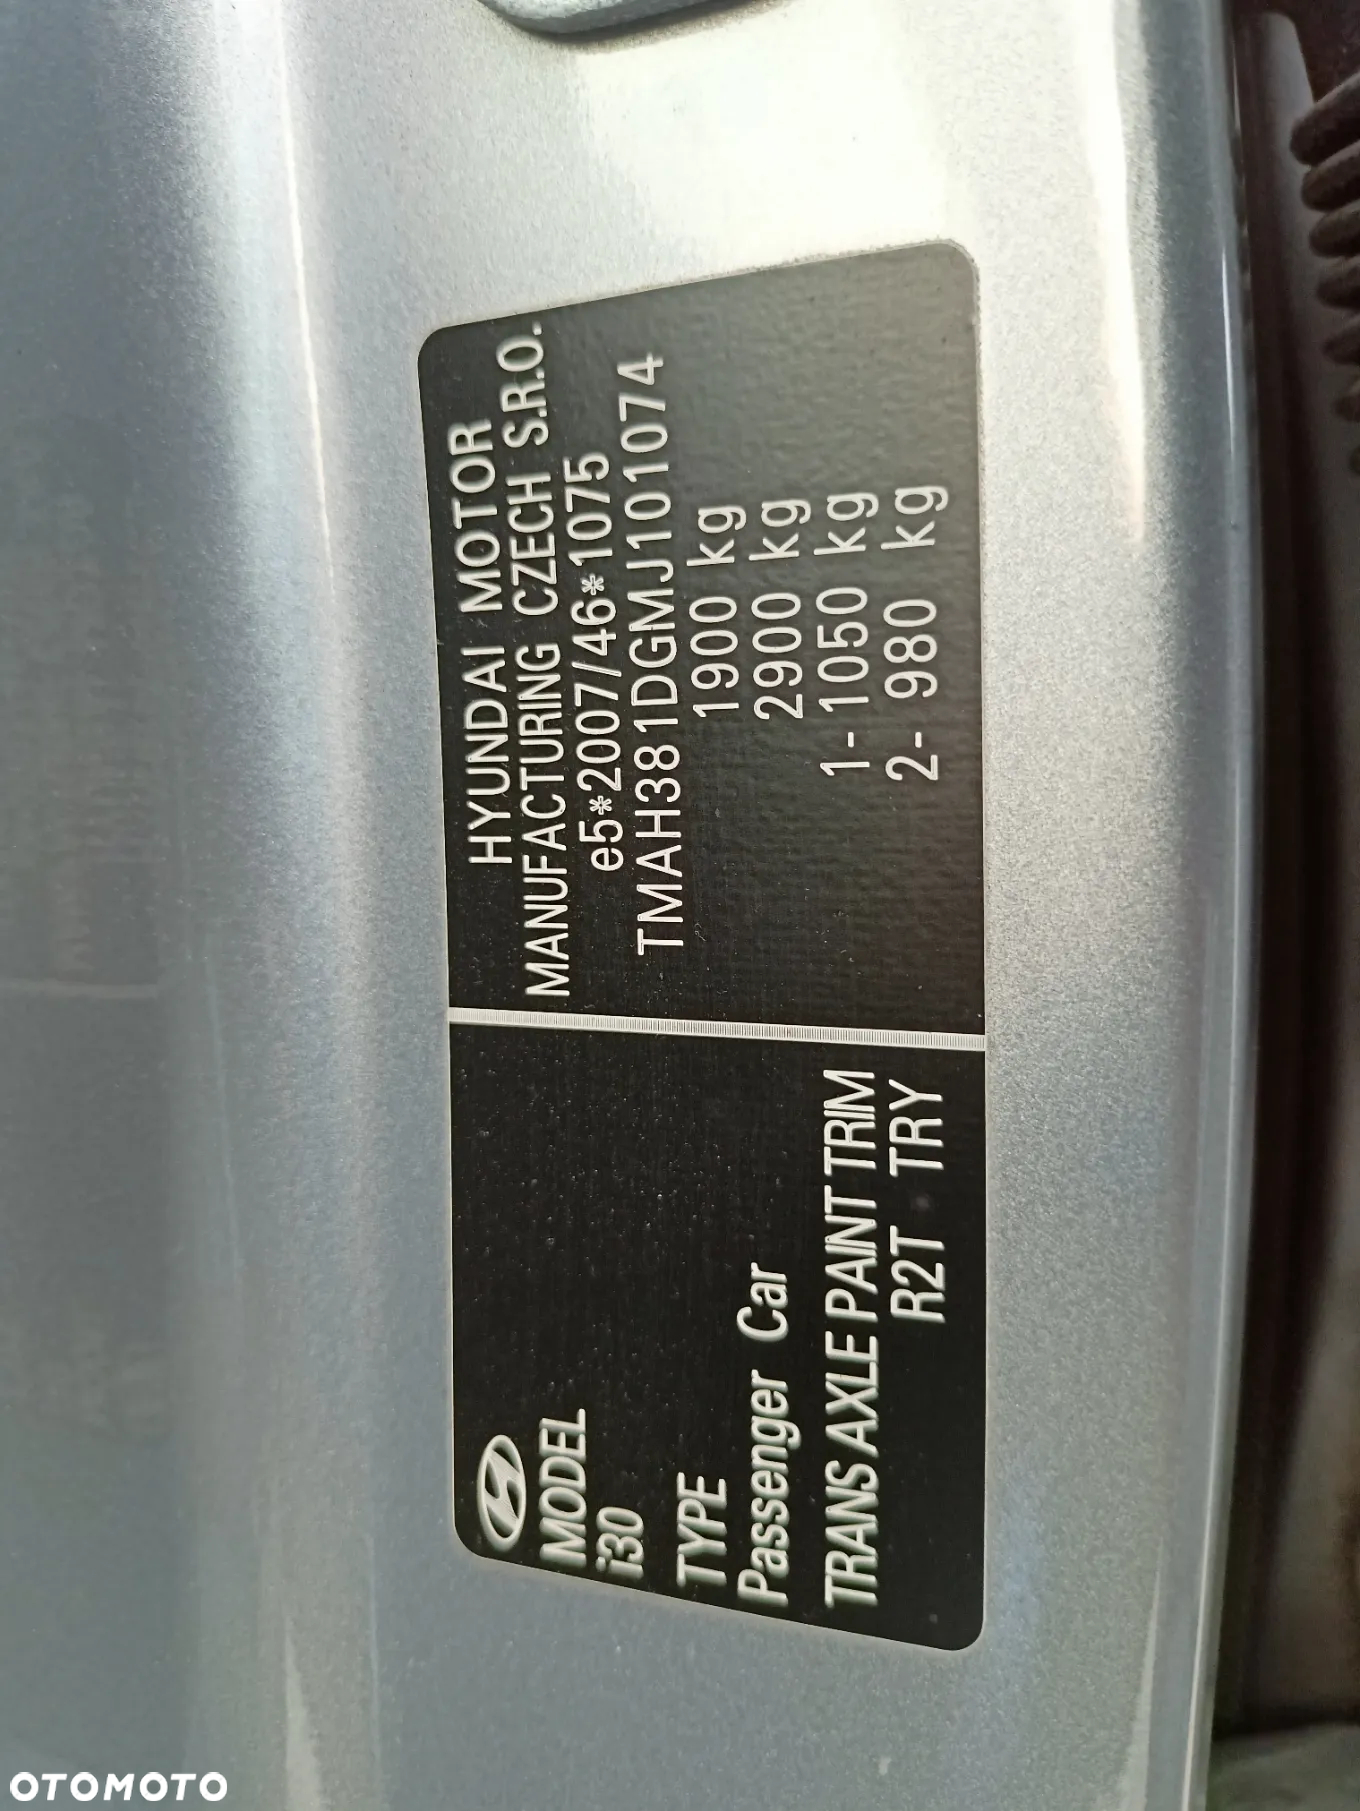 MODEL
i30
TYPE
Passenger Car
TRANS AXLE PAINT TRIM
R2T TRY
HYUNDAI MOTOR
MANUFACTURING CZECH S.R.O.
e5*2007/46*1075
TMAH381DGMJ101074
1900 kg
2900 kg
1- 1050 kg
2- 980 kg
OTOMOTO